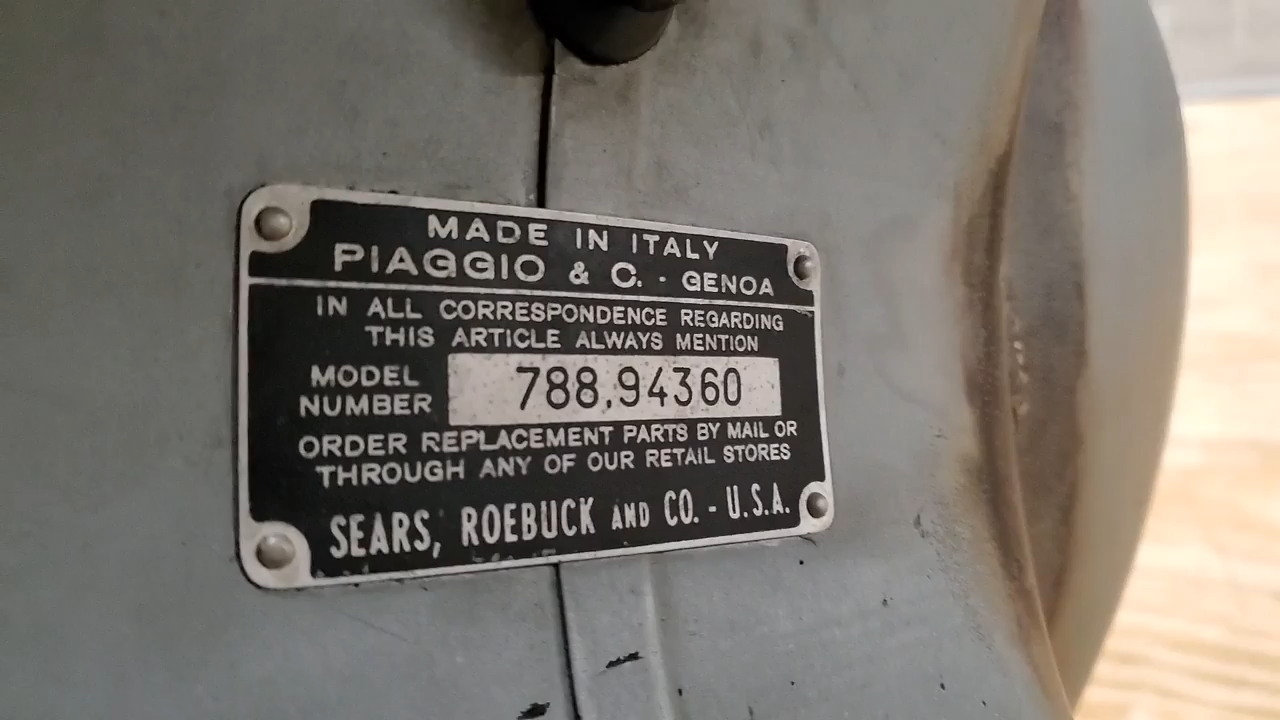 MADE IN ITALY
PIAGGIO & C. · GENOA
IN ALL CORRESPONDENCE REGARDING
THIS ARTICLE ALWAYS MENTION
MODEL NUMBER 788.94360
ORDER REPLACEMENT PARTS BY MAIL OR
THROUGH ANY OF OUR RETAIL STORES
SEARS, ROEBUCK AND CO. - U.S.A.